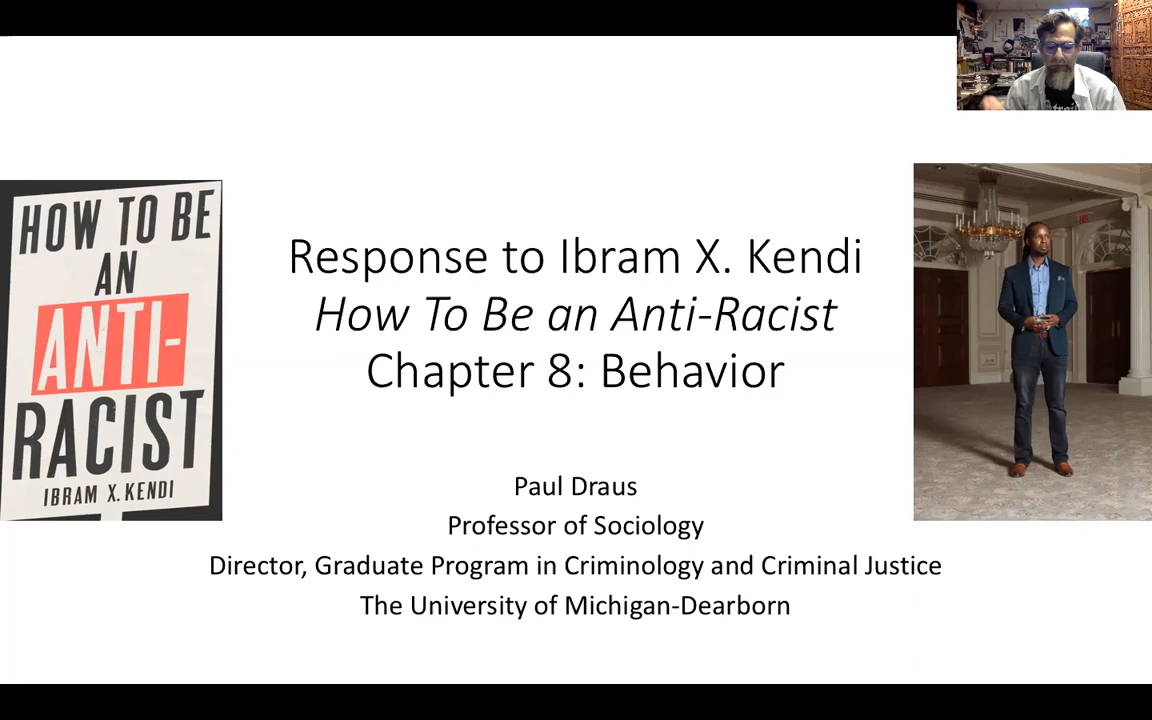 HOW TO BE
AN
ANTI-
RACIST
IBRAM X. KENDI
Response to Ibram X. Kendi
How To Be an Anti-Racist
Chapter 8: Behavior
Paul Draus
Professor of Sociology
Director, Graduate Program in Criminology and Criminal Justice
The University of Michigan-Dearborn